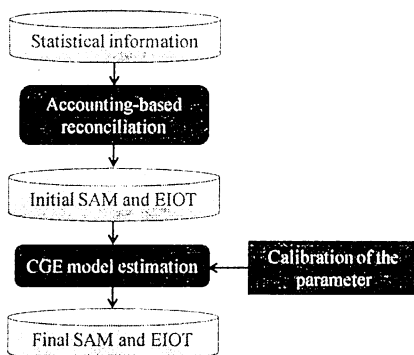 Statistical information
Accounting-based
reconciliation
Initial SAM and EIOT
CGE model estimation
Calibration of the
parameter
Final SAM and EIOT